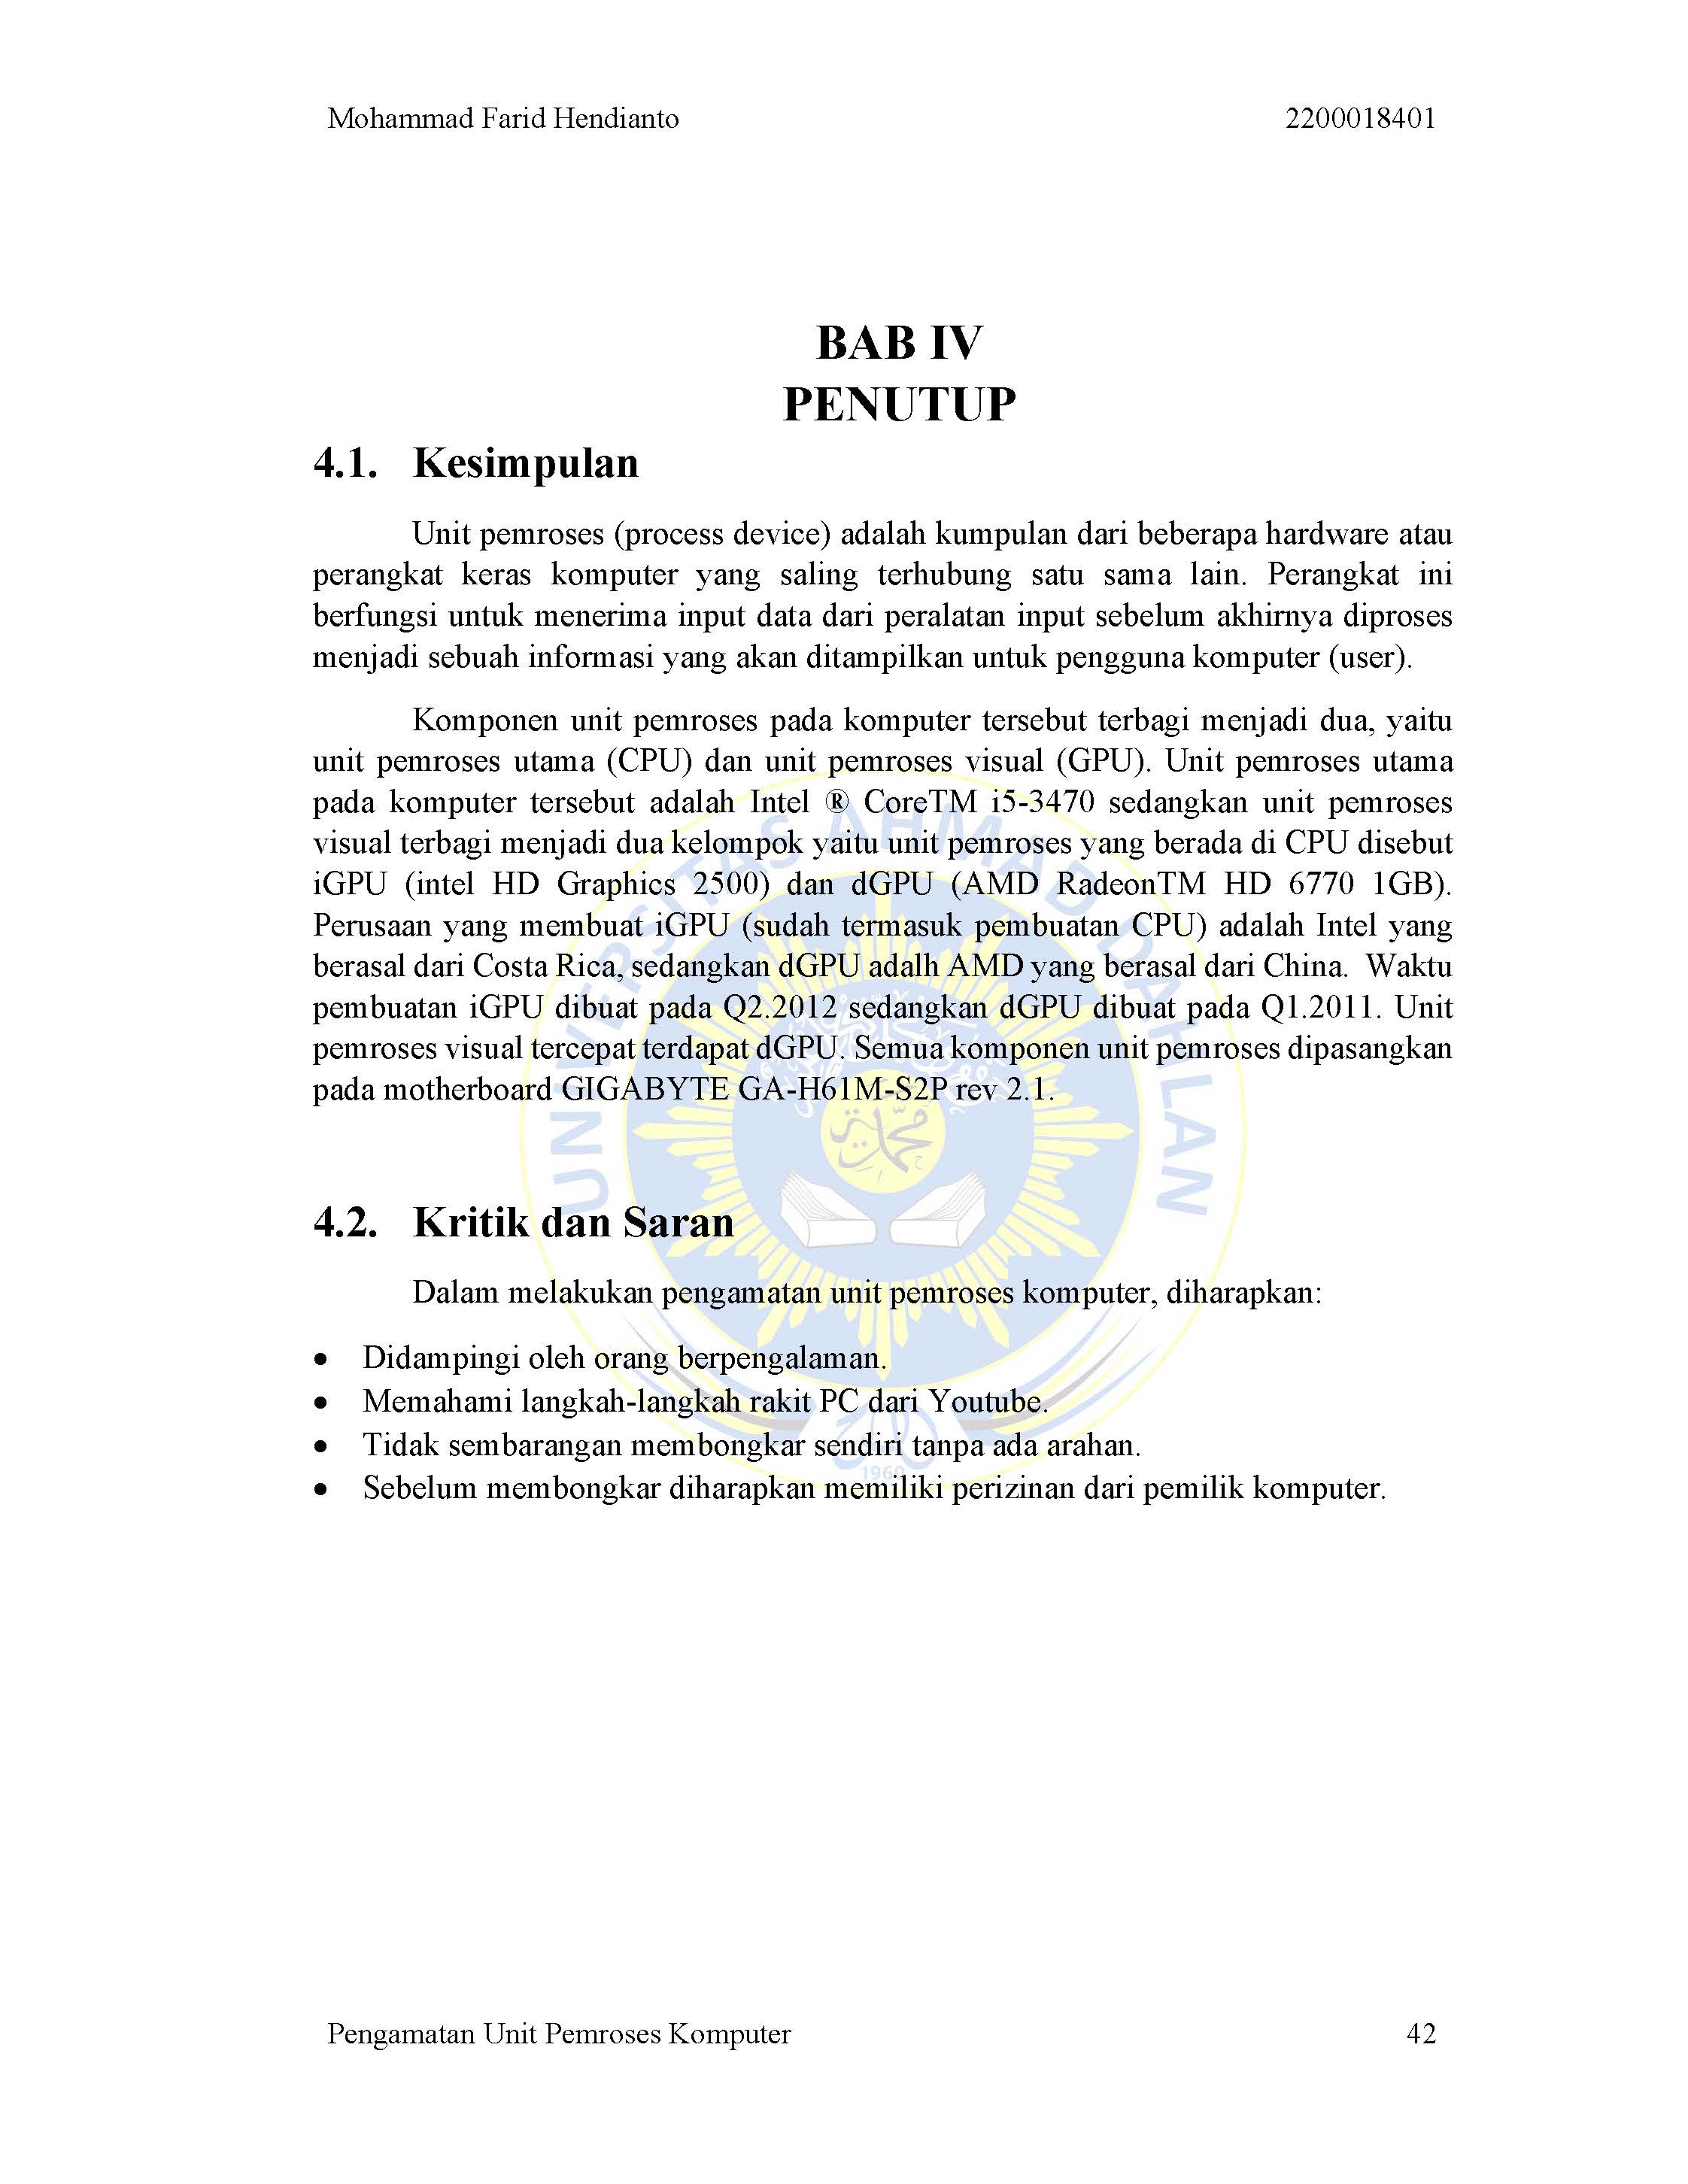 Mohammad Farid Hendianto 2200018401
BAB IV
PENUTUP
4.1. Kesimpulan
Unit pemroses (process device) adalah kumpulan dari beberapa hardware atau
perangkat keras komputer yang saling terhubung satu sama lain. Perangkat ini
berfungsi untuk menerima input data dari peralatan input sebelum akhirnya diproses
menjadi sebuah informasi yang akan ditampilkan untuk pengguna komputer (user).
Komponen unit pemroses pada komputer tersebut terbagi menjadi dua, yaitu
unit pemroses utama (CPU) dan unit pemroses visual (GPU). Unit pemroses utama
pada komputer tersebut adalah Intel ® CoreTM i5-3470 sedangkan unit pemroses
visual terbagi menjadi dua kelompok yaitu unit pemroses yang berada di CPU disebut
iGPU (intel HD Graphics 2500) dan dGPU (AMD RadeonTM HD 6770 1GB).
Perusaan yang membuat iGPU (sudah termasuk pembuatan CPU) adalah Intel yang
berasal dari Costa Rica, sedangkan dGPU adalh AMD yang berasal dari China. Waktu
pembuatan iGPU dibuat pada Q2.2012 sedangkan dGPU dibuat pada Q1.2011. Unit
pemroses visual tercepat terdapat dGPU. Semua komponen unit pemroses dipasangkan
pada motherboard GIGABYTE GA-H61M-S2P rev 2.1.
UNIVERSITAS AHMAD DAHLAN
4.2. Kritik dan Saran
Dalam melakukan pengamatan unit pemroses komputer, diharapkan:
• Didampingi oleh orang berpengalaman.
• Memahami langkah-langkah rakit PC dari Youtube.
• Tidak sembarangan membongkar sendiri tanpa ada arahan.
• Sebelum membongkar diharapkan memiliki perizinan dari pemilik komputer.
1960
Pengamatan Unit Pemroses Komputer 42